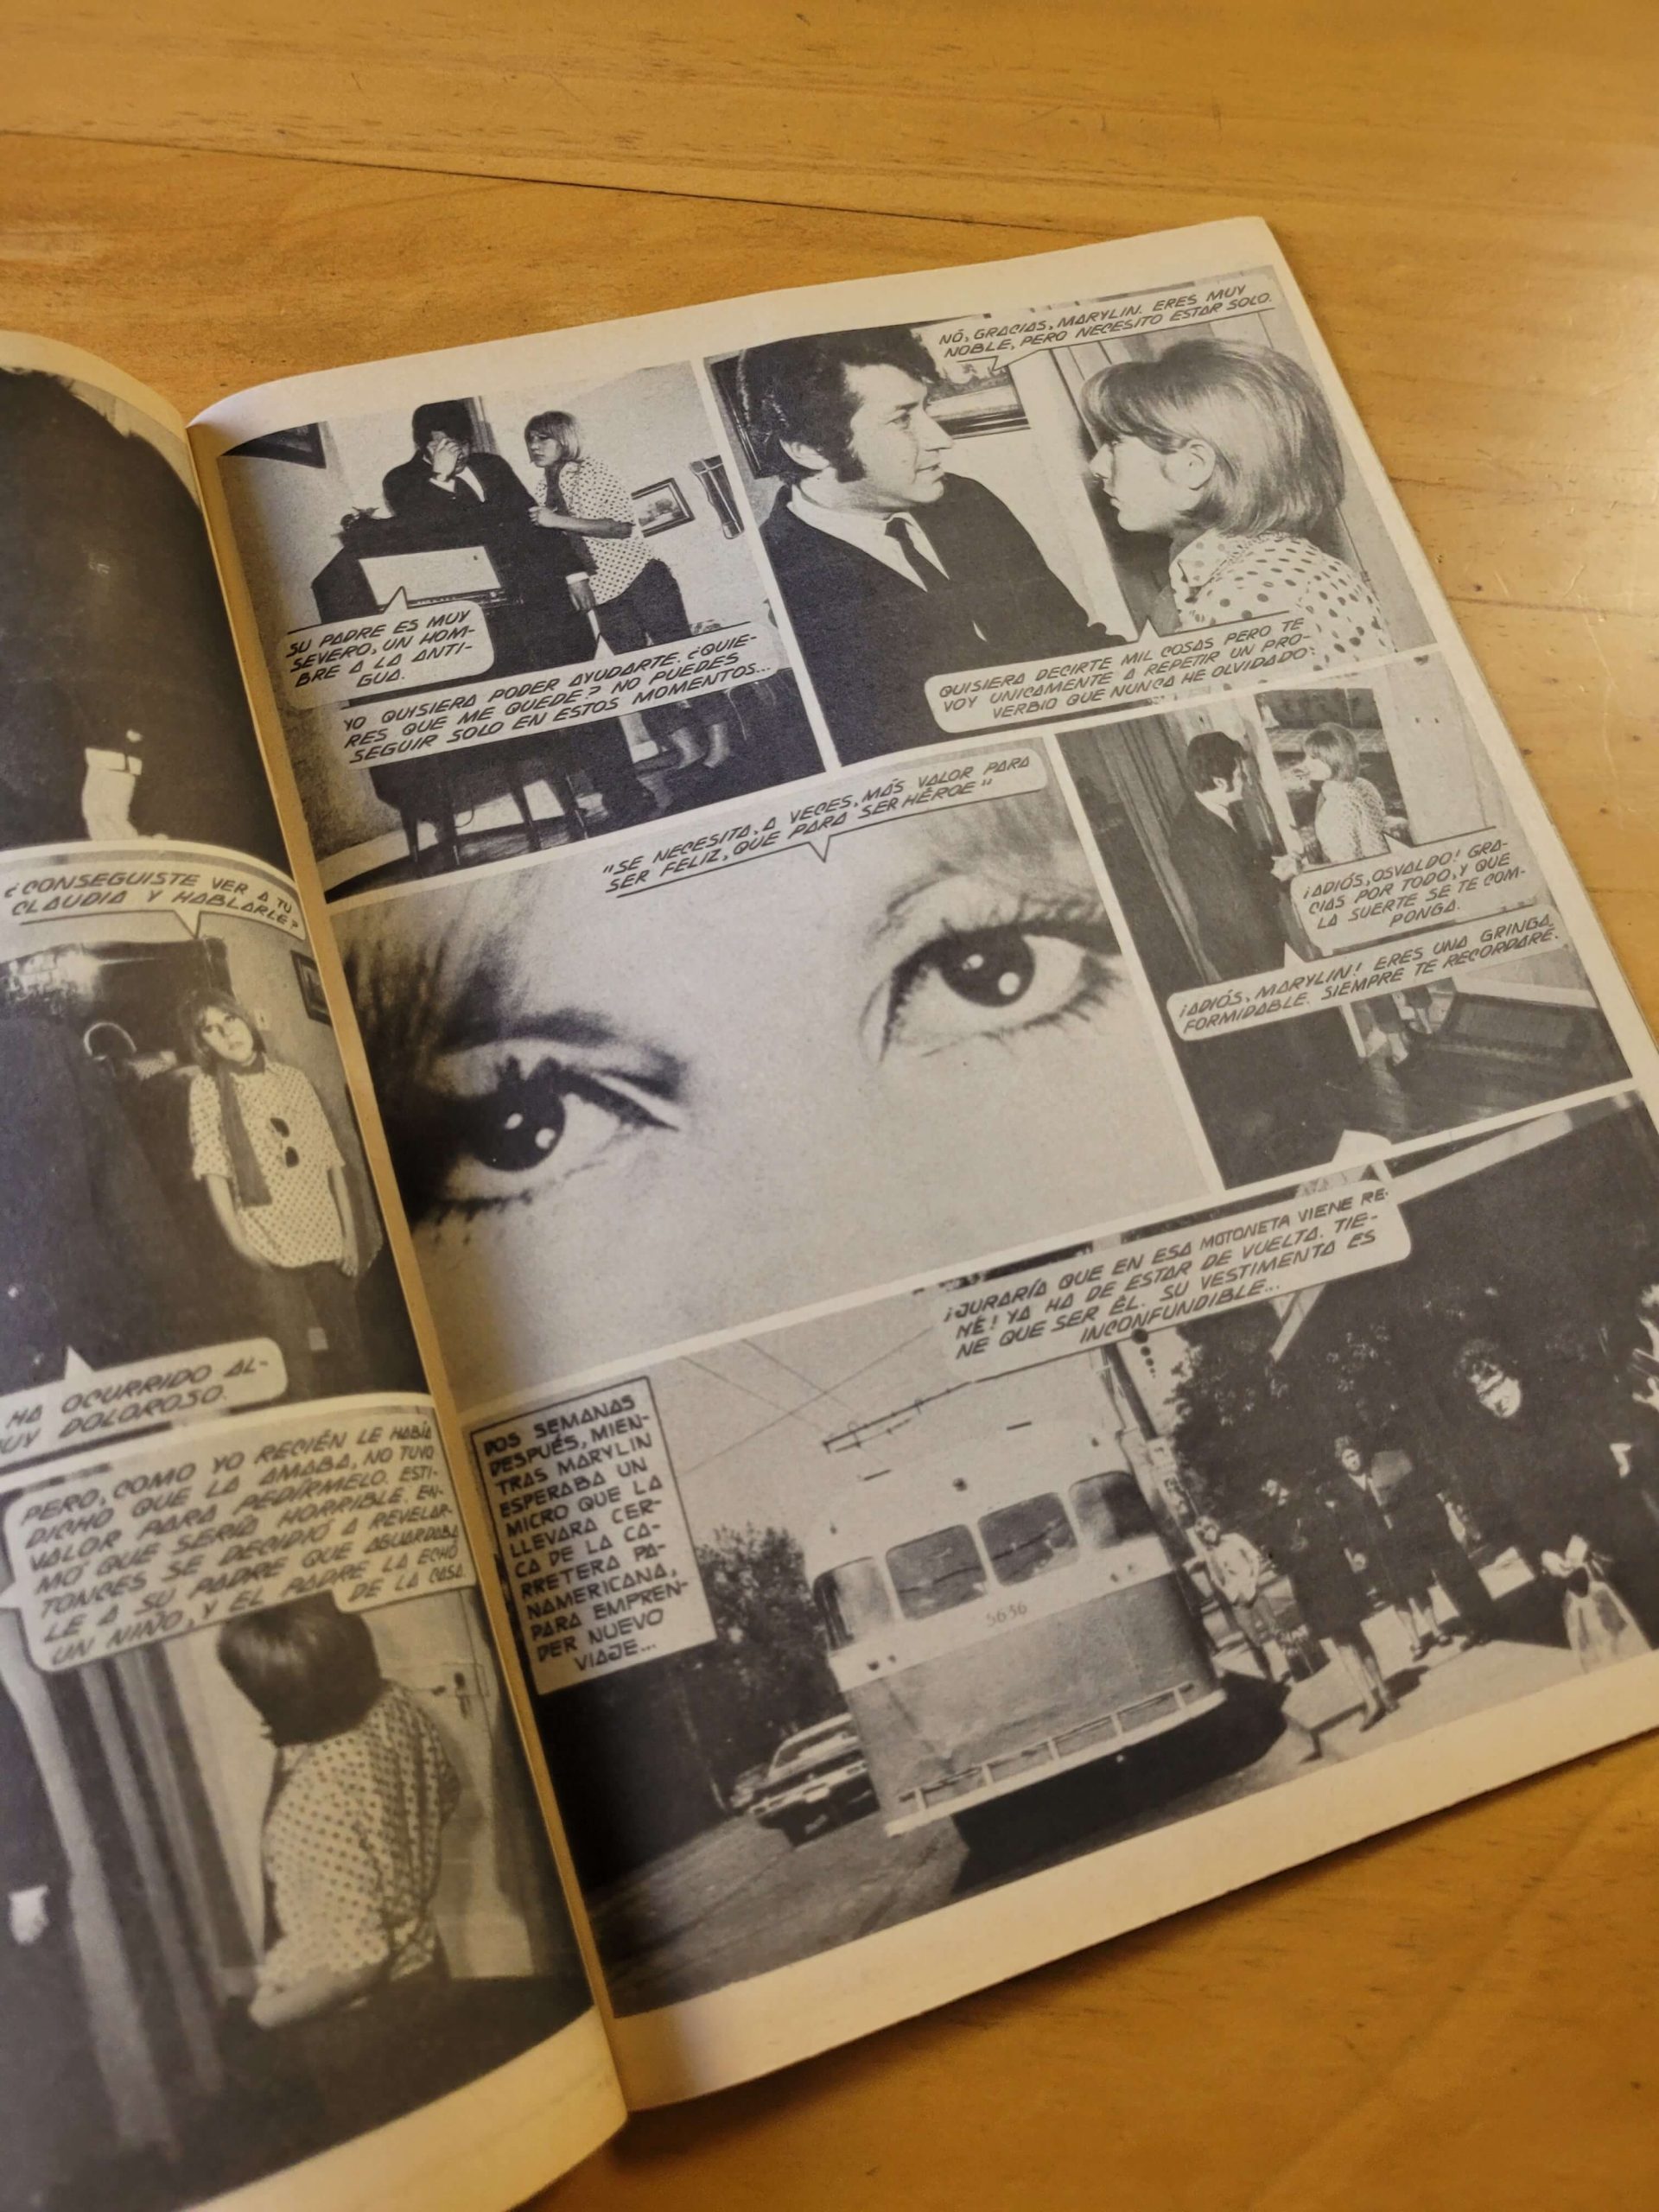 ¿CONSEGUISTE VER A TU
CLAUDIA Y HABLARLE?
HA OCURRIDO AL-
UY DOLOROSO.
PERO, COMO YO RECIÉN LE HABÍA
DICHO QUE LA AMABA, NO TUVO
VALOR PARA PEDÍRMELO. ESTI-
MÓ QUE SERÍA HORRIBLE. EN-
TONCES SE DECIDIÓ A REVELAR-
LE A SU PADRE QUE AGUARDABA
UN NIÑO, Y EL PADRE LA ECHÓ
DE LA CASA.
SU PADRE ES MUY
SEVERO, UN HOM-
BRE A LA ANTI-
GUA.
YO QUISIERA PODER AYUDARTE. ¿QUIE-
RES QUE ME QUEDE? NO PUEDES
SEGUIR SOLO EN ESTOS MOMENTOS...
NÓ, GRACIAS, MARYLIN. ERES MUY
NOBLE, PERO NECESITO ESTAR SOLO.
QUISIERA DECIRTE MIL COSAS PERO TE
VOY UNICAMENTE A REPETIR UN PRO-
VERBIO QUE NUNCA HE OLVIDADO:
"SE NECESITA, A VECES, MÁS VALOR PARA
SER FELIZ, QUE PARA SER HÉROE"
¡ADIÓS, OSVALDO! GRA-
CIAS POR TODO, Y QUE
LA SUERTE SE TE COM-
PONGA.
¡ADIÓS, MARYLIN! ERES UNA GRINGA
FORMIDABLE. SIEMPRE TE RECORDARÉ.
DOS SEMANAS
DESPUÉS, MIEN-
TRAS MARYLIN
ESPERABA UN
MICRO QUE LA
LLEVARA CER-
CA DE LA CA-
RRETERA PA-
NAMERICANA,
PARA EMPREN-
DER NUEVO
VIAJE...
¡JURARÍA QUE EN ESA MOTONETA VIENE RE-
NÉ! YA HA DE ESTAR DE VUELTA. TIE-
NE QUE SER ÉL. SU VESTIMENTA ES
INCONFUNDIBLE...
5656